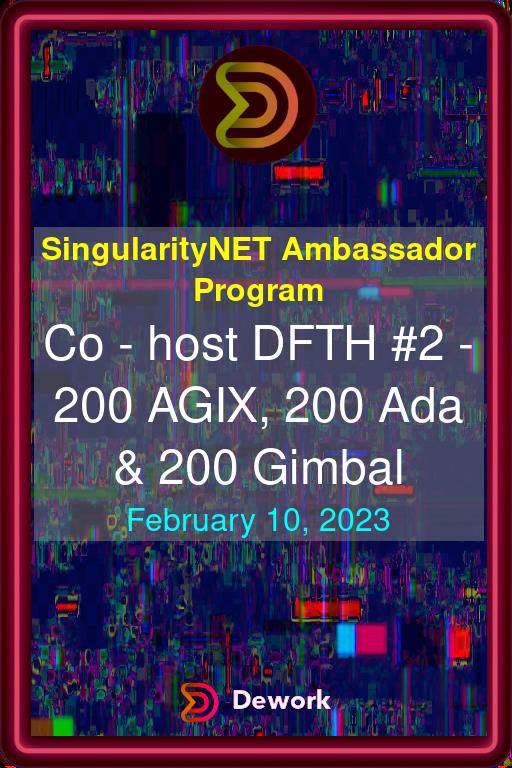 SingularityNET Ambassador
Program
Co - host DFTH #2 -
200 AGIX, 200 Ada
& 200 Gimbal
February 10, 2023
Dework